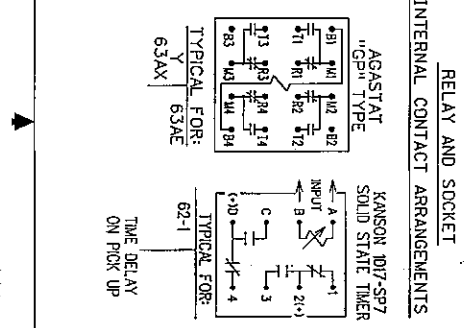 RELAY AND SOCKET
INTERNAL CONTACT ARRANGEMENTS
AGASTAT
"GP" TYPE
B1 M1 M2 B2
T1 R1 R2 T2
T3 R3 R4 T4
B3 M3 M4 B4
TYPICAL FOR:
Y 63AE
63AX
KANSON 1017-SP7
SOLID STATE TIMER
A 1
INPUT
B 2(+)
C 3
(+)D 4
TYPICAL FOR:
62-1
TIME DELAY
ON PICK UP